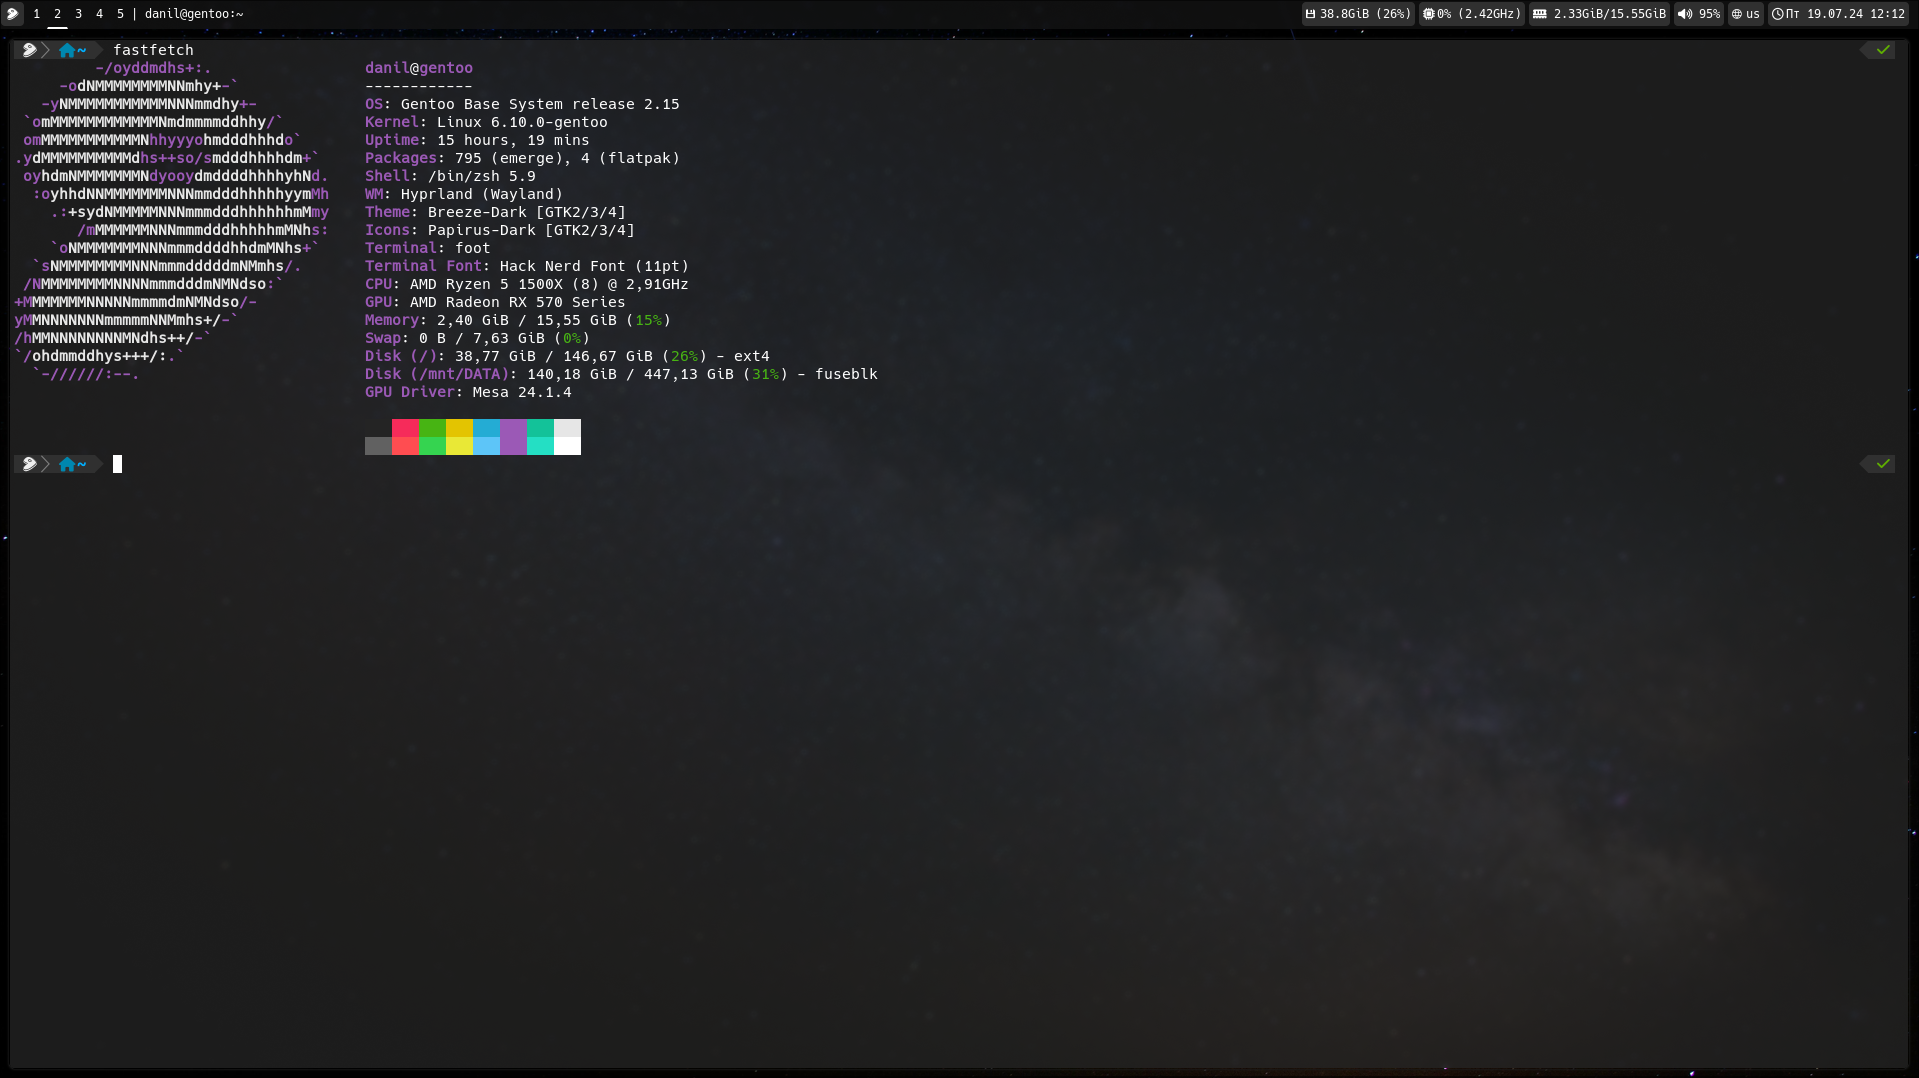 1 2 3 4 5 | danil@gentoo:~ 38.8GiB (26%) 0% (2.42GHz) 2.33GiB/15.55GiB 95% us Пт 19.07.24 12:12
~ fastfetch
-/oyddmdhs+:. danil@gentoo
-odNMMMMMMMMNNmhy+-` ------------
-yNMMMMMMMMMMMNNNmmdhy+- OS: Gentoo Base System release 2.15
`omMMMMMMMMMMMMNmdmmmmddhhy/` Kernel: Linux 6.10.0-gentoo
omMMMMMMMMMMMNhhyyyohmdddhhhdo` Uptime: 15 hours, 19 mins
.ydMMMMMMMMMMdhs++so/smdddhhhhdm+` Packages: 795 (emerge), 4 (flatpak)
oyhdmNMMMMMMMNdyooydmddddhhhhyhNd. Shell: /bin/zsh 5.9
:oyhhdNNMMMMMMMNNNmmdddhhhhhyymMh WM: Hyprland (Wayland)
.:+sydNMMMMMNNNmmmdddhhhhhhmMmy Theme: Breeze-Dark [GTK2/3/4]
/mMMMMMMNNNmmmdddhhhhhmMNhs: Icons: Papirus-Dark [GTK2/3/4]
`oNMMMMMMMNNNmmmddddhhdmMNhs+` Terminal: foot
`sNMMMMMMMMNNNmmmdddddmNMmhs/. Terminal Font: Hack Nerd Font (11pt)
/NMMMMMMMMNNNNmmmdddmNMNdso:` CPU: AMD Ryzen 5 1500X (8) @ 2,91GHz
+MMMMMMMNNNNNmmmmdmNMNdso/- GPU: AMD Radeon RX 570 Series
yMMNNNNNNNmmmmmNNMmhs+/-` Memory: 2,40 GiB / 15,55 GiB (15%)
/hMMNNNNNNNNMNdhs++/-` Swap: 0 B / 7,63 GiB (0%)
`/ohdmmddhys+++/:.` Disk (/): 38,77 GiB / 146,67 GiB (26%) - ext4
`-//////:--. Disk (/mnt/DATA): 140,18 GiB / 447,13 GiB (31%) - fuseblk
GPU Driver: Mesa 24.1.4
~